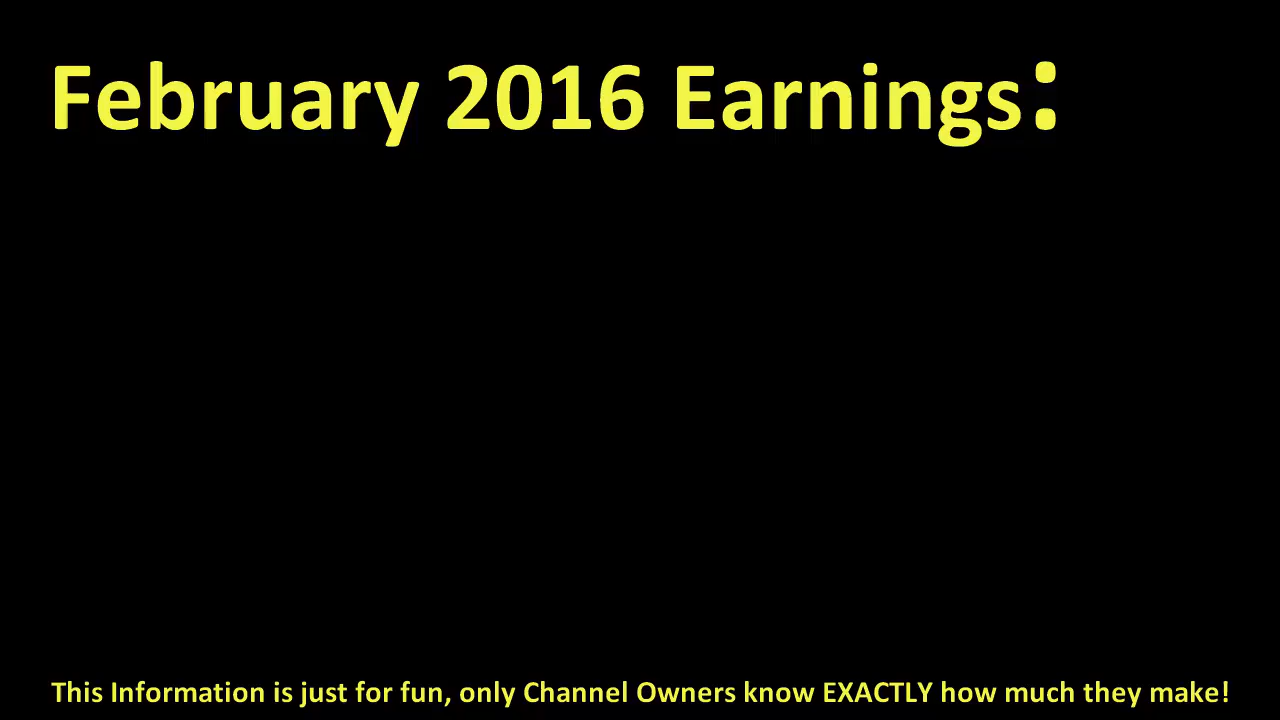 February 2016 Earnings:
This Information is just for fun, only Channel Owners know EXACTLY how much they make!